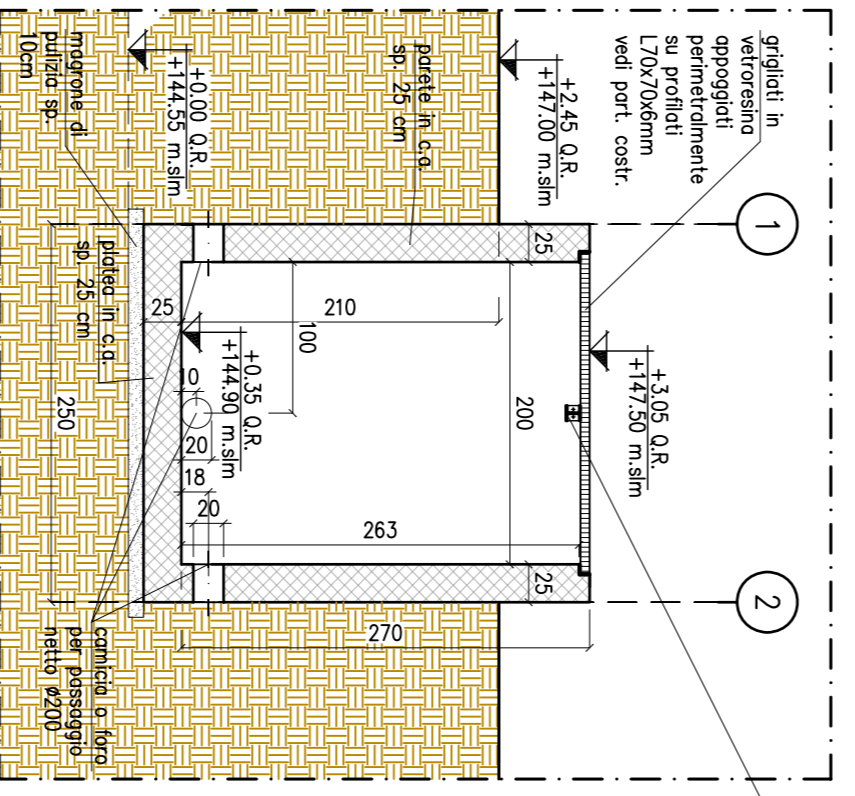 grigliati in
vetroresina
appoggiati
perimetralmente
su profilati
L70x70x6mm
vedi part. costr.
1
2
+3.05 Q.R.
+147.50 m.slm
+2.45 Q.R.
+147.00 m.slm
parete in c.a.
sp. 25 cm
25
200
25
210
100
263
270
+0.35 Q.R.
+144.90 m.slm
10
20
18
20
25
+0.00 Q.R.
+144.55 m.slm
magrone di
pulizia sp.
10cm
platea in c.a.
sp. 25 cm
250
camicia o foro
per passaggio
netto ø200